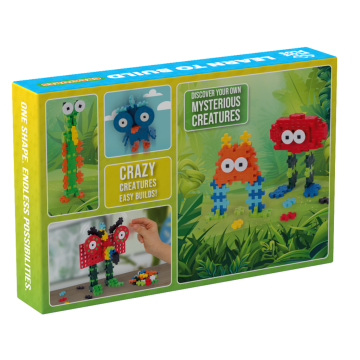 LEARN TO BUILD
ONE SHAPE. ENDLESS POSSIBILITIES.
CRAZY
CREATURES
EASY BUILDS!
DISCOVER YOUR OWN
MYSTERIOUS
CREATURES